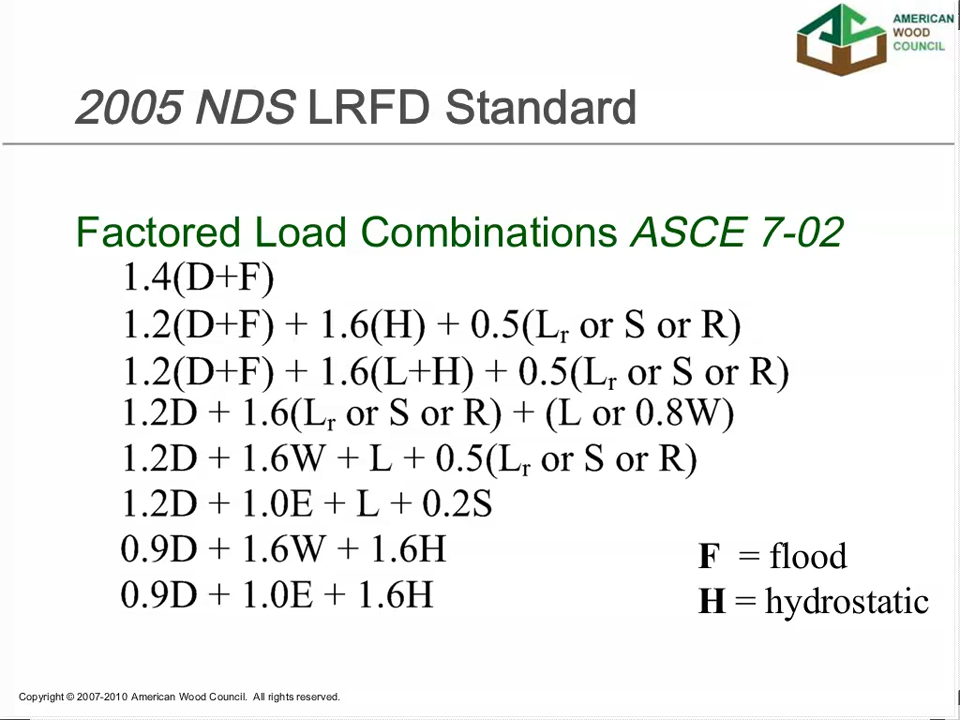 AMERICAN
WOOD
COUNCIL
2005 NDS LRFD Standard
Factored Load Combinations ASCE 7-02
1.4(D+F)
1.2(D+F) + 1.6(H) + 0.5(Lr or S or R)
1.2(D+F) + 1.6(L+H) + 0.5(Lr or S or R)
1.2D + 1.6(Lr or S or R) + (L or 0.8W)
1.2D + 1.6W + L + 0.5(Lr or S or R)
1.2D + 1.0E + L + 0.2S
0.9D + 1.6W + 1.6H
0.9D + 1.0E + 1.6H
F = flood
H = hydrostatic
Copyright © 2007-2010 American Wood Council. All rights reserved.